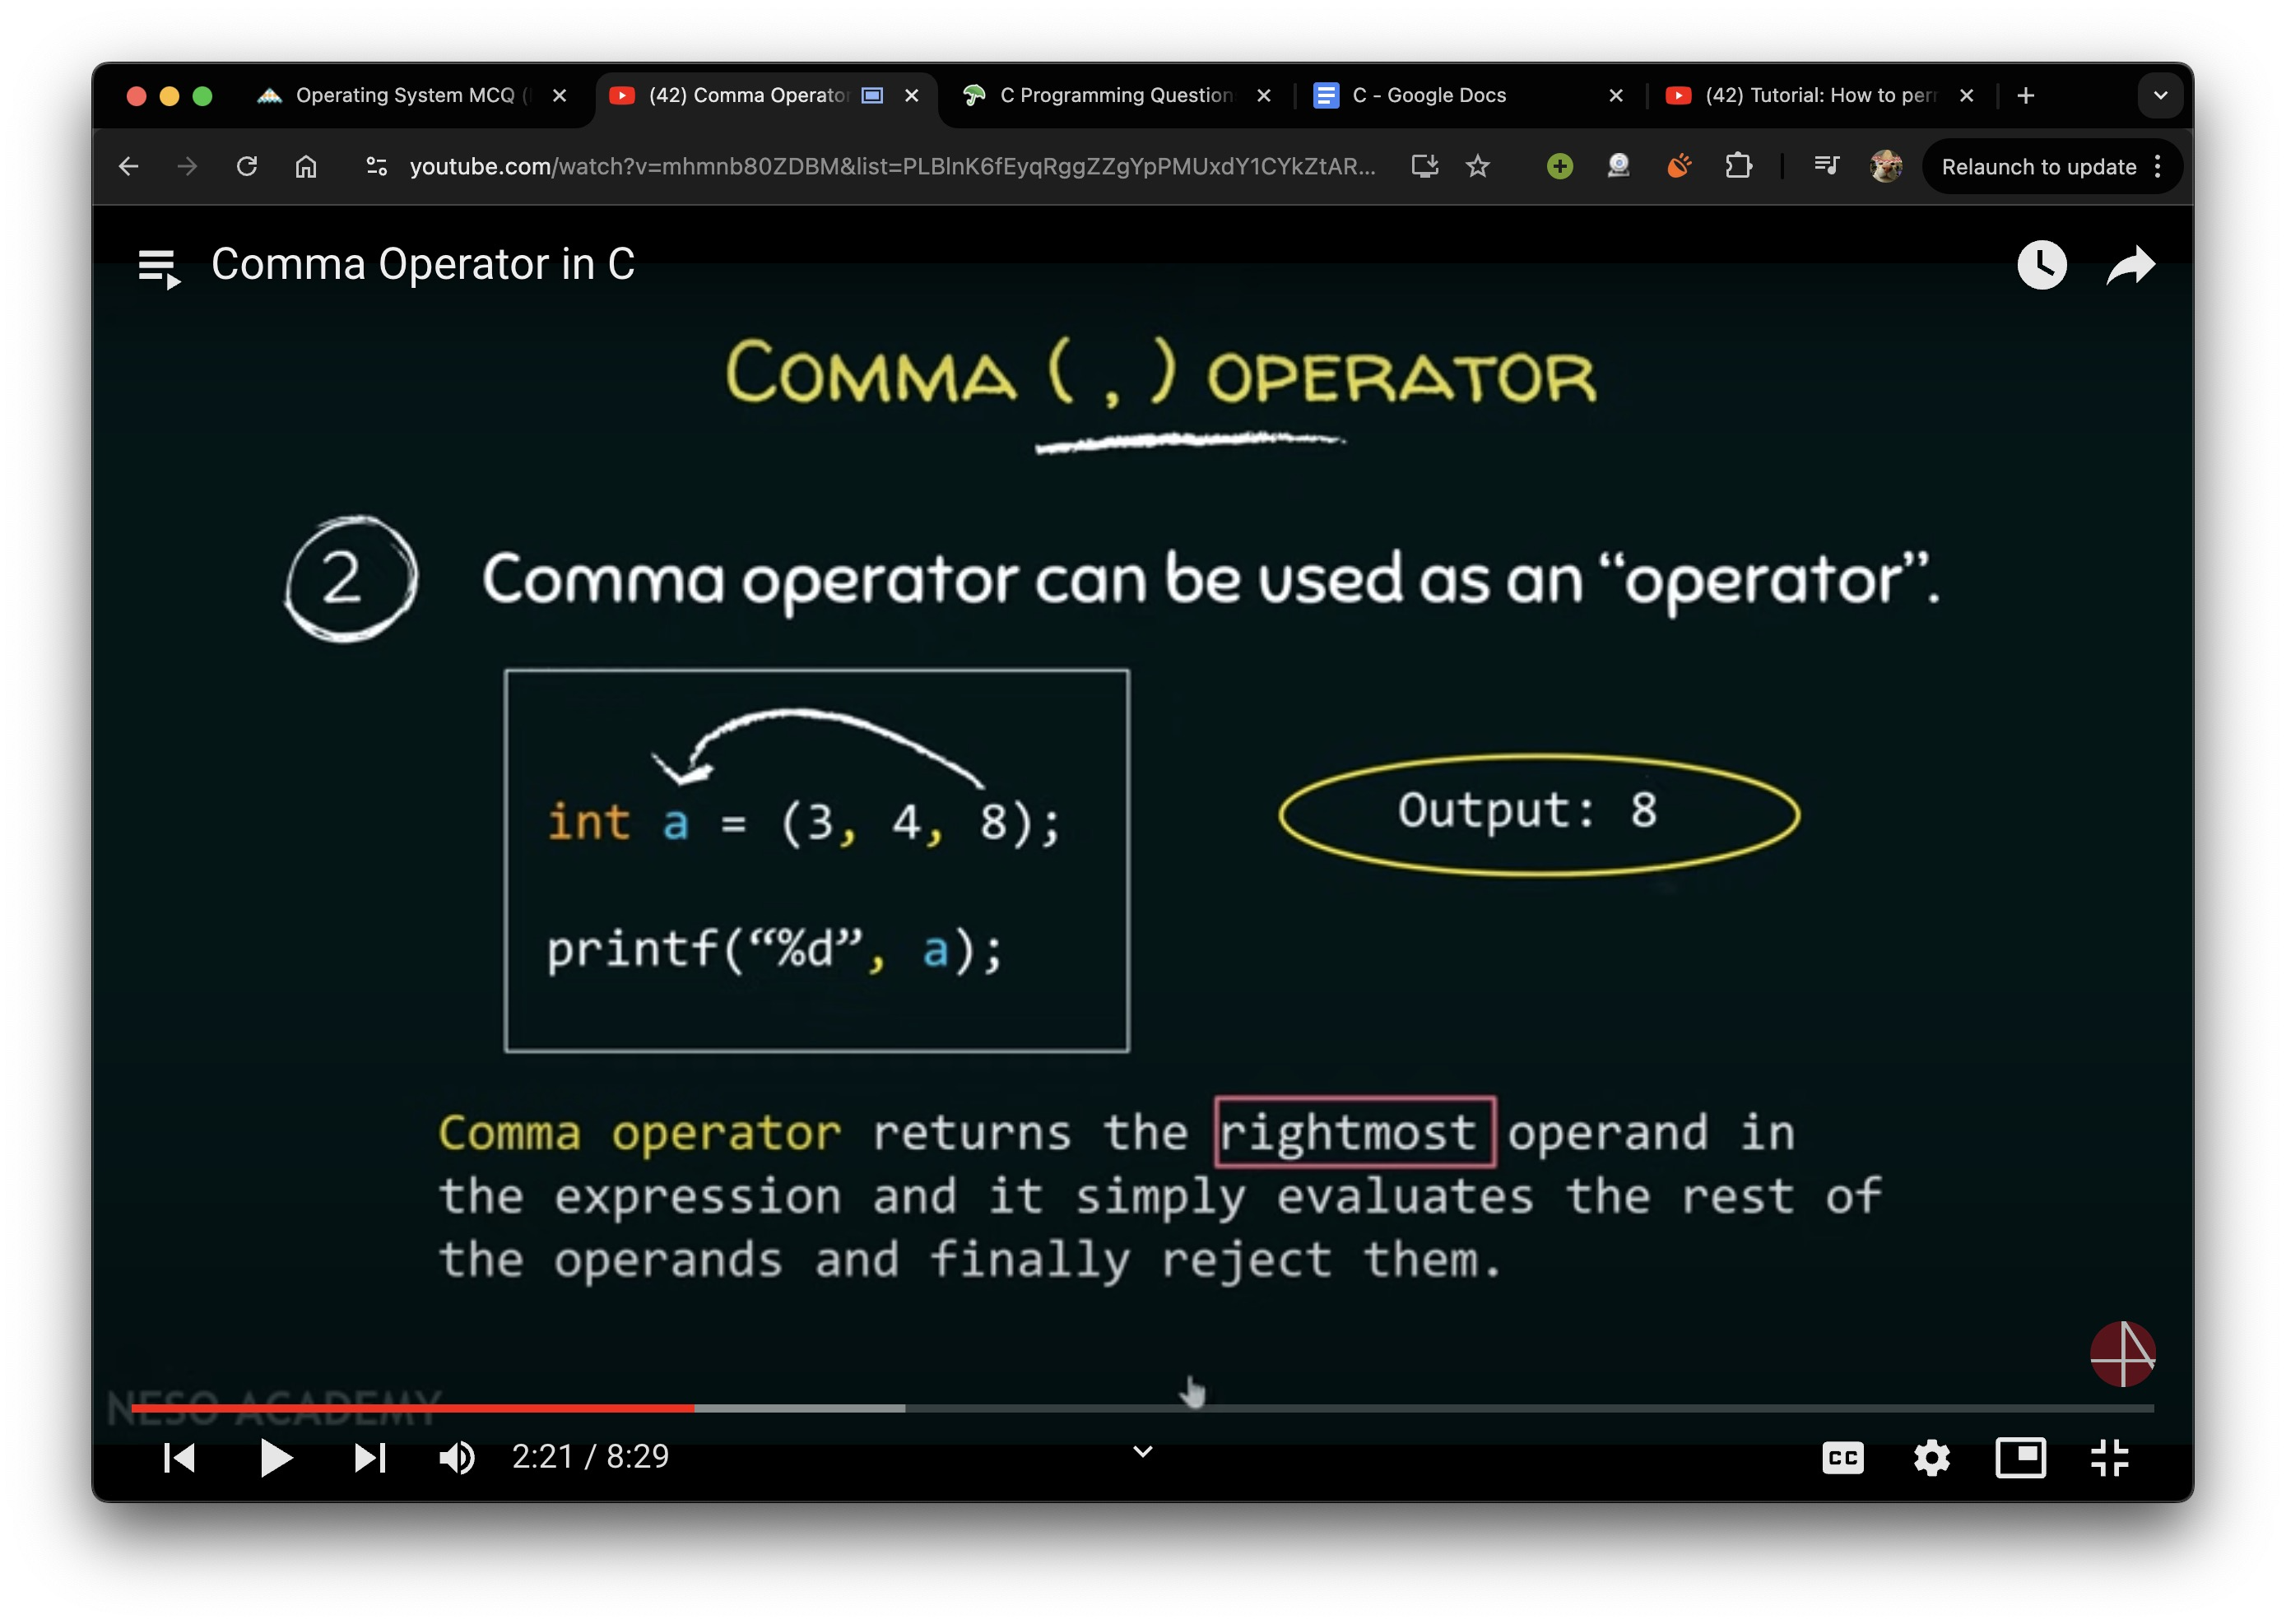 Operating System MCQ (
(42) Comma Operator
C Programming Question
C - Google Docs
(42) Tutorial: How to perr
youtube.com/watch?v=mhmnb80ZDBM&list=PLBlnK6fEyqRggZZgYpPMUxdY1CYkZtAR...
Relaunch to update
Comma Operator in C
COMMA ( , ) OPERATOR
2 Comma operator can be used as an “operator”.
int a = (3, 4, 8);
Output: 8
printf(“%d”, a);
Comma operator returns the rightmost operand in
the expression and it simply evaluates the rest of
the operands and finally reject them.
NESO ACADEMY
2:21 / 8:29
CC